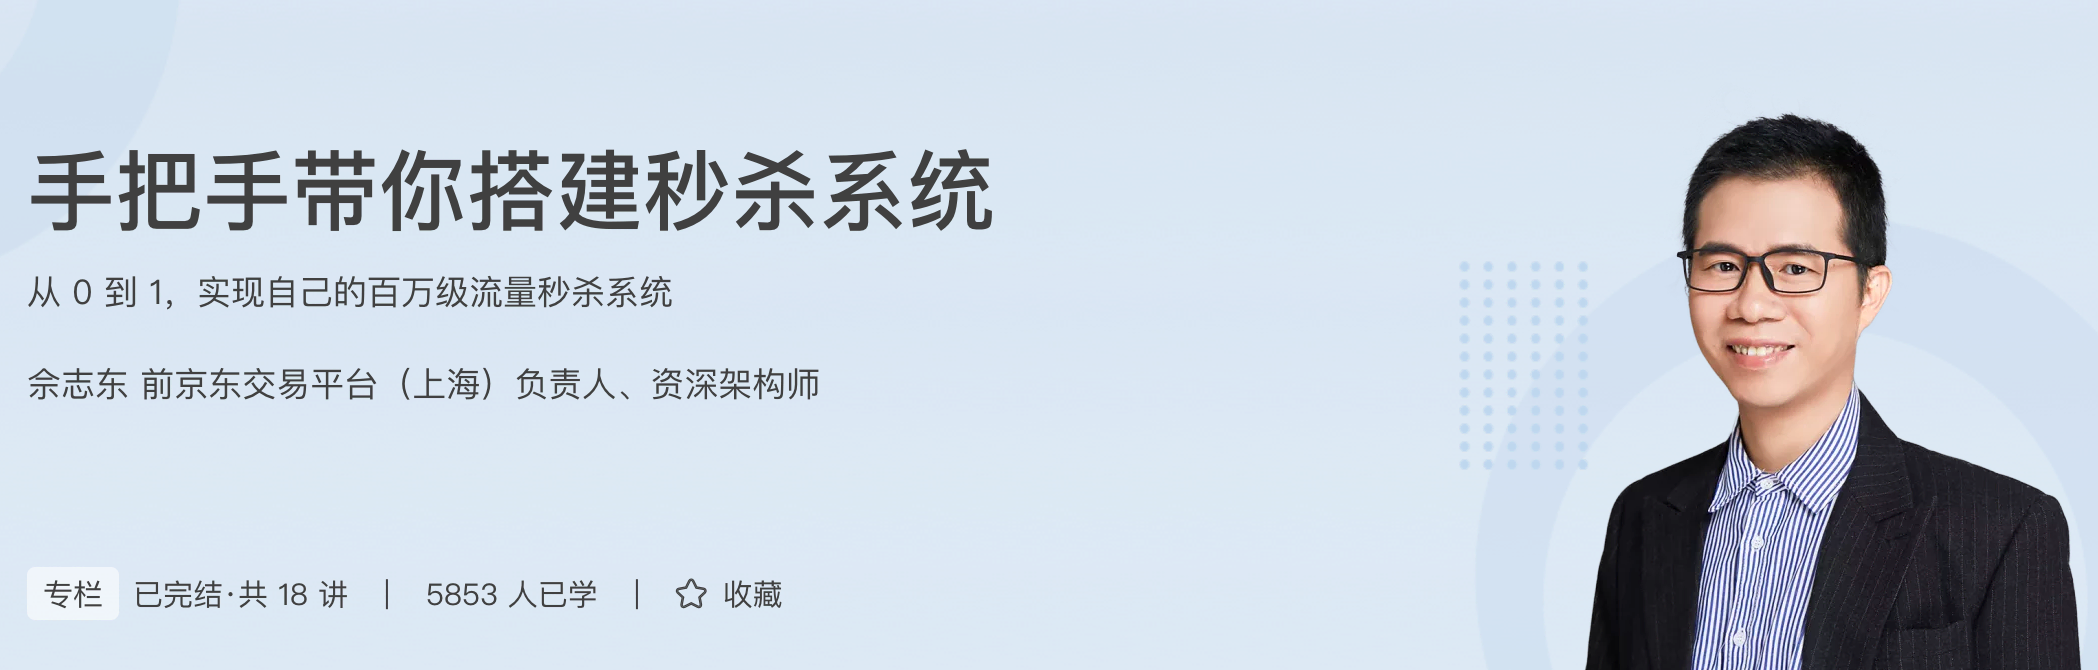 手把手带你搭建秒杀系统
从 0 到 1，实现自己的百万级流量秒杀系统
佘志东 前京东交易平台（上海）负责人、资深架构师
专栏 已完结·共 18 讲 | 5853 人已学 | 收藏